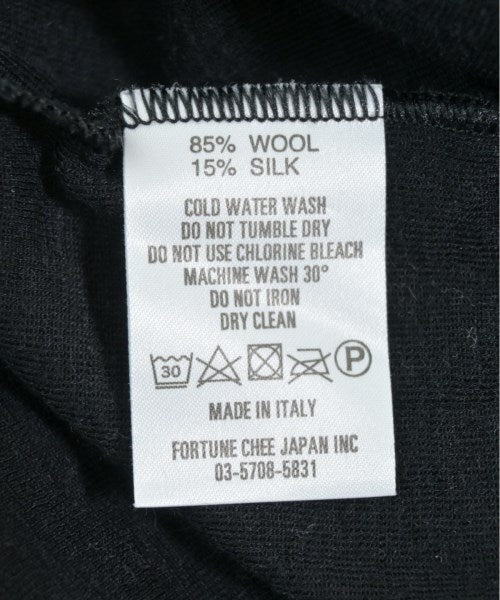 85% WOOL
15% SILK
COLD WATER WASH
DO NOT TUMBLE DRY
DO NOT USE CHLORINE BLEACH
MACHINE WASH 30°
DO NOT IRON
DRY CLEAN
30 P
MADE IN ITALY
FORTUNE CHEE JAPAN INC
03-5708-5831